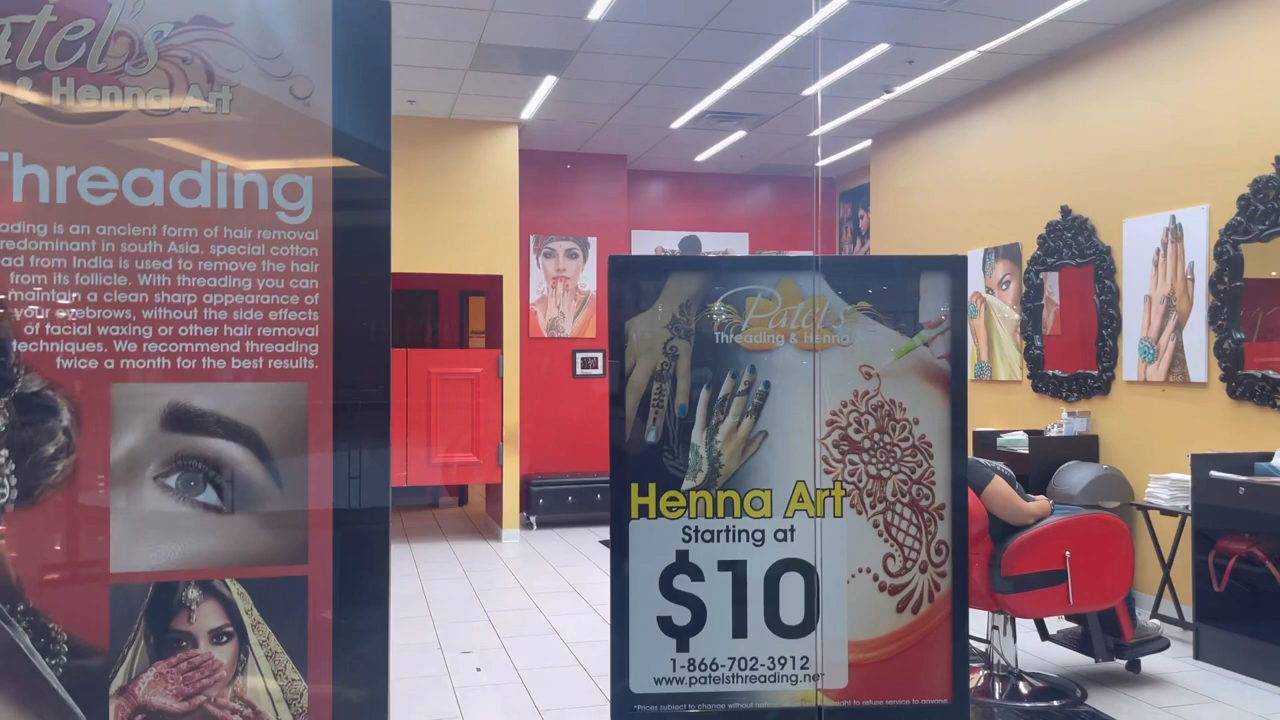 Patel's
& Henna Art
Threading
ading is an ancient form of hair removal
redominant in south Asia. special cotton
ad from India is used to remove the hair
from its follicle. With threading you can
maintain a clean sharp appearance of
your eyebrows, without the side effects
of facial waxing or other hair removal
techniques. We recommend threading
twice a month for the best results.
Patel's
Threading & Henna
Henna Art
Starting at
$10
1-866-702-3912
www.patelsthreading.net
*Prices subject to change without notice. right to refuse service to anyone